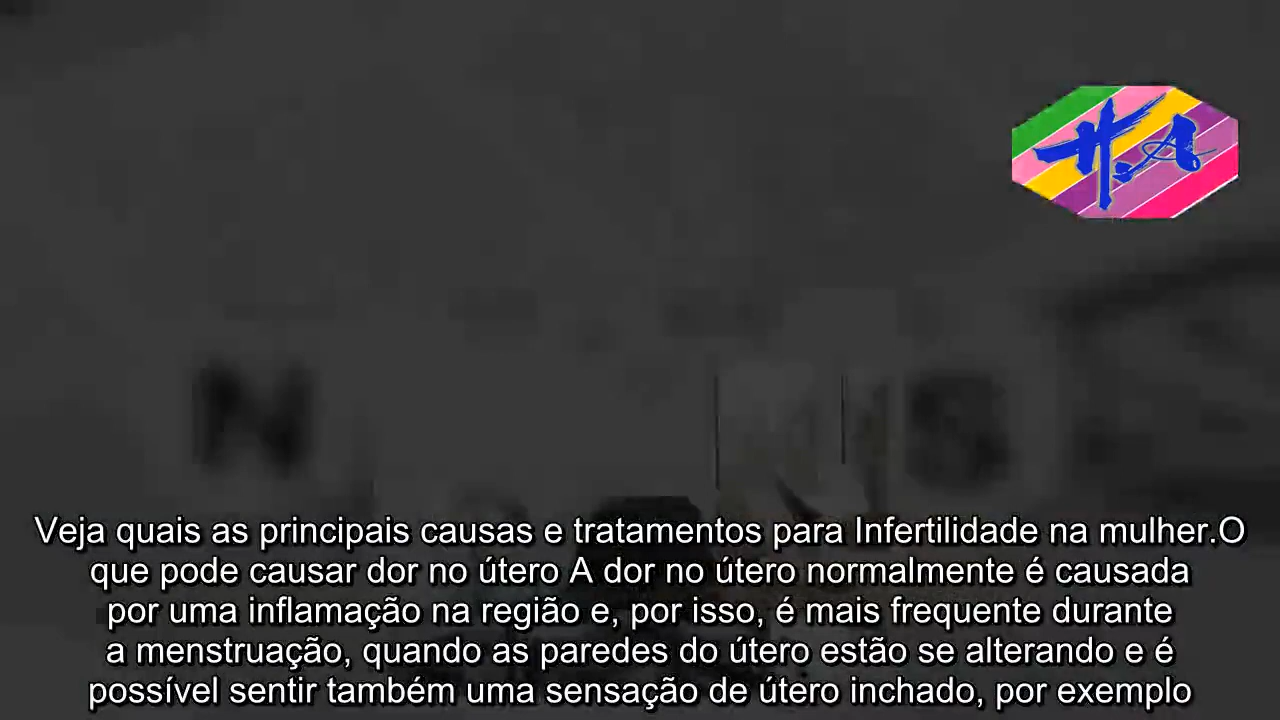 H.A
Veja quais as principais causas e tratamentos para Infertilidade na mulher.O
que pode causar dor no útero A dor no útero normalmente é causada
por uma inflamação na região e, por isso, é mais frequente durante
a menstruação, quando as paredes do útero estão se alterando e é
possível sentir também uma sensação de útero inchado, por exemplo